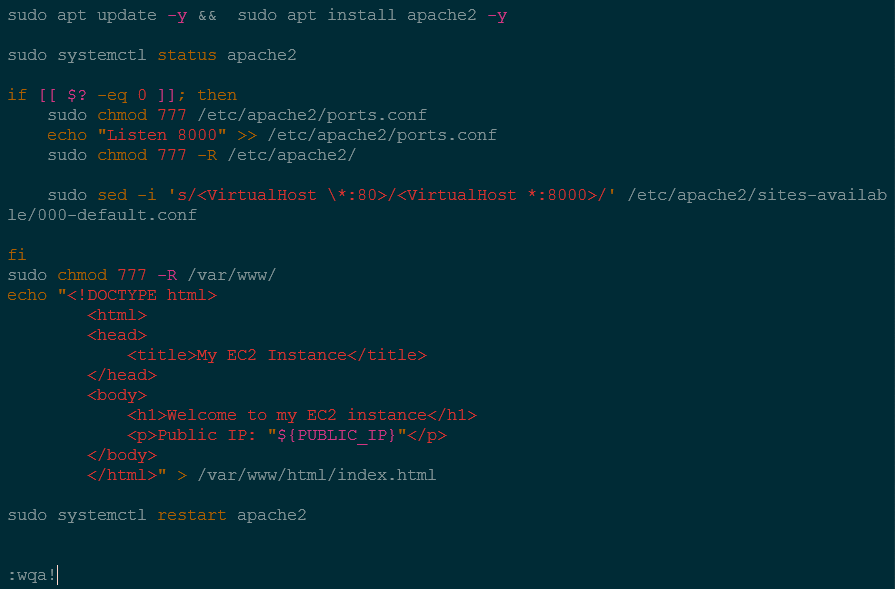 sudo apt update -y &&  sudo apt install apache2 -y
sudo systemctl status apache2
if [[ $? -eq 0 ]]; then
    sudo chmod 777 /etc/apache2/ports.conf
    echo "Listen 8000" >> /etc/apache2/ports.conf
    sudo chmod 777 -R /etc/apache2/
    sudo sed -i 's/<VirtualHost \*:80>/<VirtualHost *:8000>/' /etc/apache2/sites-availab
le/000-default.conf
fi
sudo chmod 777 -R /var/www/
echo "<!DOCTYPE html>
        <html>
        <head>
            <title>My EC2 Instance</title>
        </head>
        <body>
            <h1>Welcome to my EC2 instance</h1>
            <p>Public IP: "${PUBLIC_IP}"</p>
        </body>
        </html>" > /var/www/html/index.html
sudo systemctl restart apache2
:wqa!